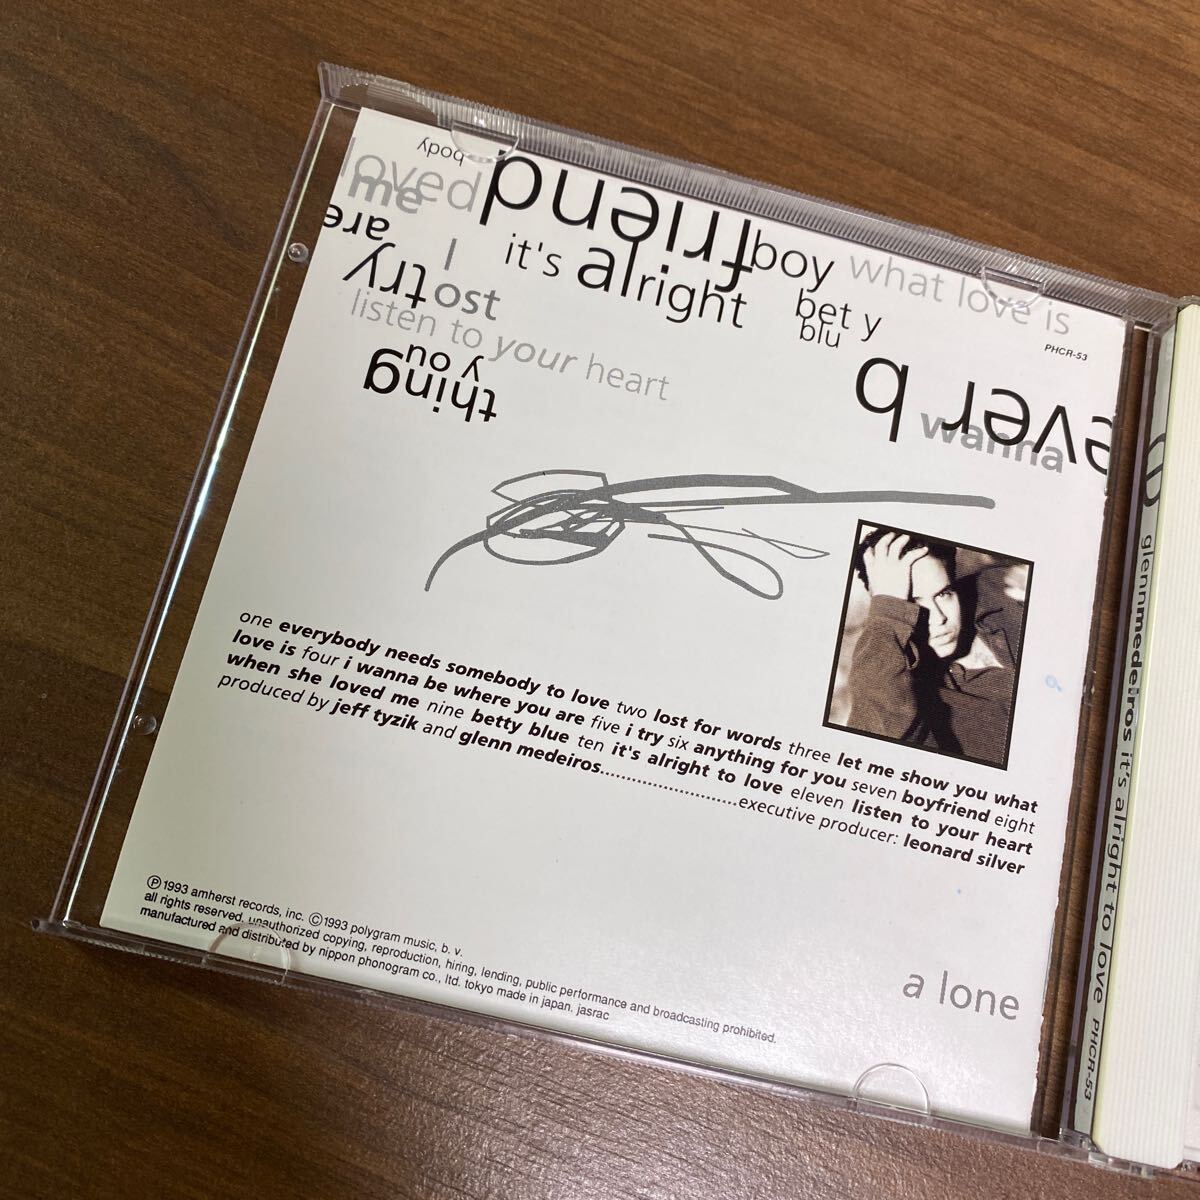 body
loved
me
friend
are
boy what love is
I it's alright
try
ost
bet y
blu
listen to your heart
PHCR-53
you
thing
ever b
wanna
one everybody needs somebody to love two lost for words three let me show you what
love is four i wanna be where you are five i try six anything for you seven boyfriend eight
when she loved me nine betty blue ten it's alright to love eleven listen to your heart
produced by jeff tyzik and glenn medeiros..............................executive producer: leonard silver
Ⓟ1993 amherst records, inc. ©1993 polygram music, b. v.
all rights reserved. unauthorized copying, reproduction, hiring, lending, public performance and broadcasting prohibited.
manufactured and distributed by nippon phonogram co., ltd. tokyo made in japan. jasrac
a lone
glennmedeiros it's alright to love PHCR-53